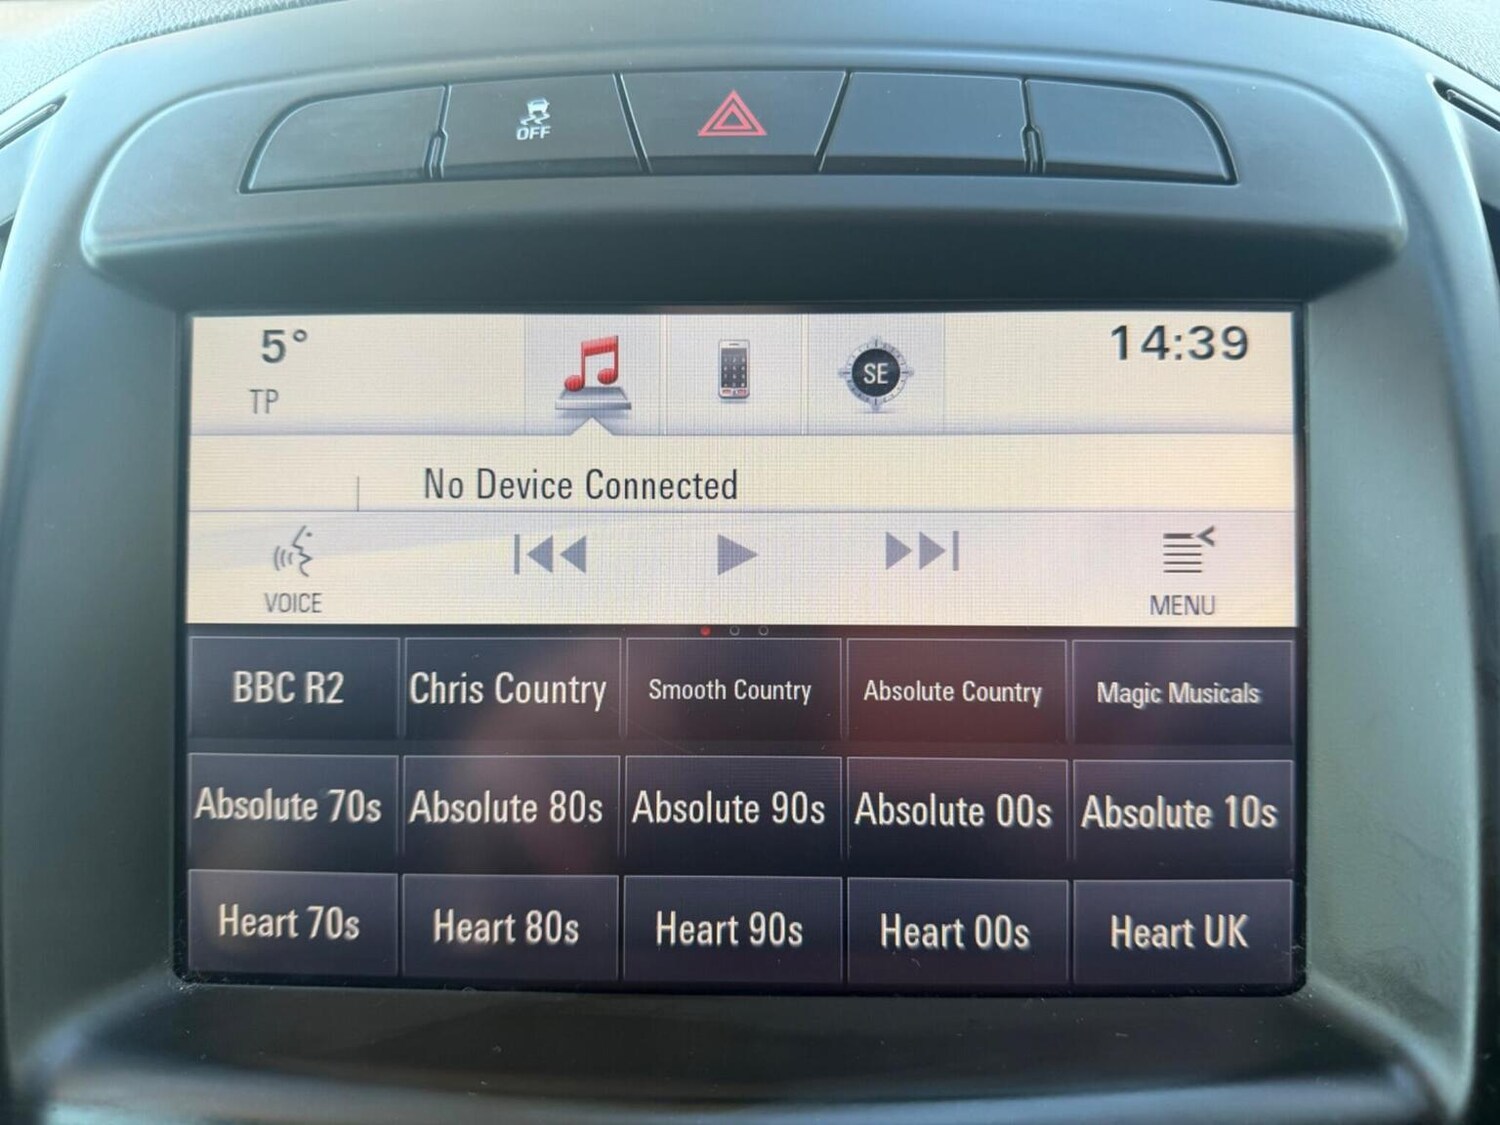 OFF
5°
14:39
TP
SE
No Device Connected
VOICE
MENU
BBC R2
Chris Country
Smooth Country
Absolute Country
Magic Musicals
Absolute 70s
Absolute 80s
Absolute 90s
Absolute 00s
Absolute 10s
Heart 70s
Heart 80s
Heart 90s
Heart 00s
Heart UK